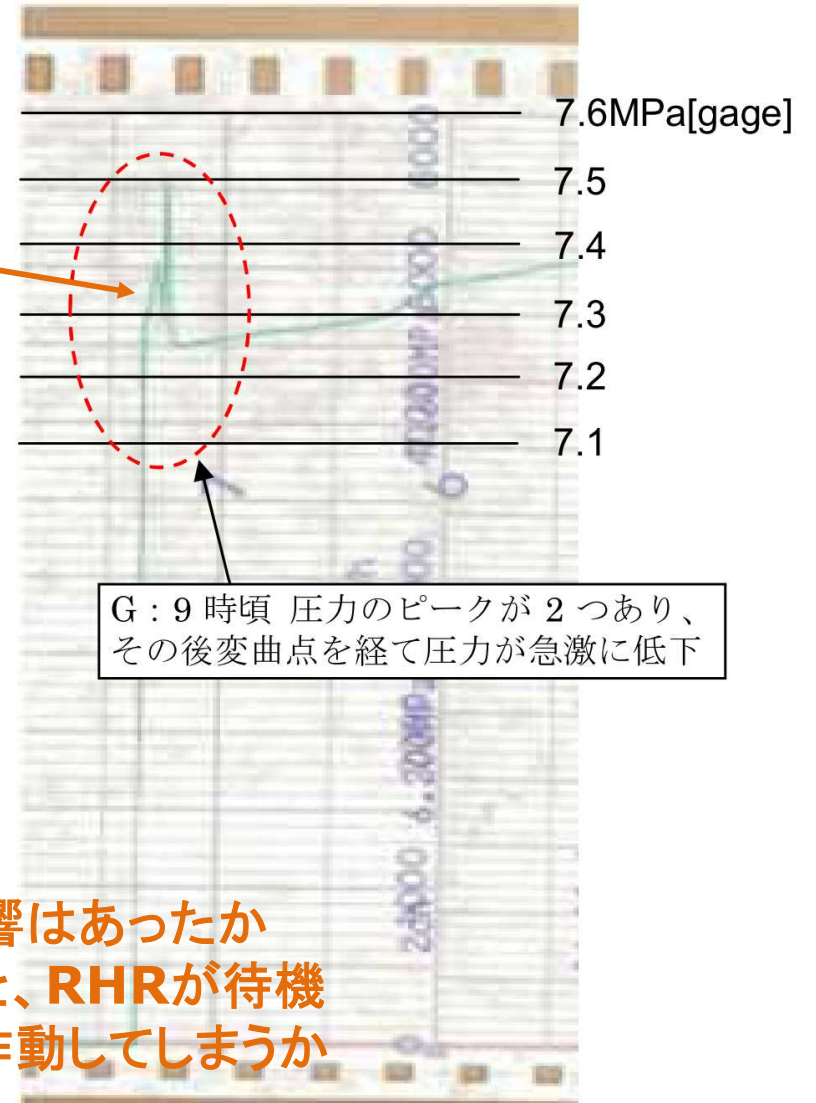 7.6MPa[gage]
7.5
7.4
7.3
7.2
7.1
G：9 時頃 圧力のピークが 2 つあり、
その後変曲点を経て圧力が急激に低下
6.200MP
響はあったか
、RHRが待機
作動してしまうか